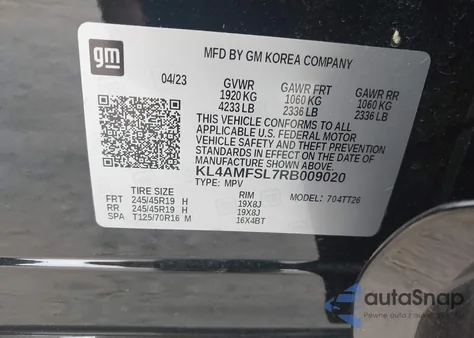 gm
MFD BY GM KOREA COMPANY
04/23 GVWR GAWR FRT GAWR RR
1920 KG 1060 KG 1060 KG
4233 LB 2336 LB 2336 LB
THIS VEHICLE CONFORMS TO ALL
APPLICABLE U.S. FEDERAL MOTOR
VEHICLE SAFETY AND THEFT PREVENTION
STANDARDS IN EFFECT ON THE DATE OF
MANUFACTURE SHOWN ABOVE.
KL4AMFSL7RB009020
TYPE: MPV MODEL: 704TT26
TIRE SIZE RIM
FRT 245/45R19 H 19X8J
RR 245/45R19 H 19X8J
SPA T125/70R16 M 16X4BT
autoSnap